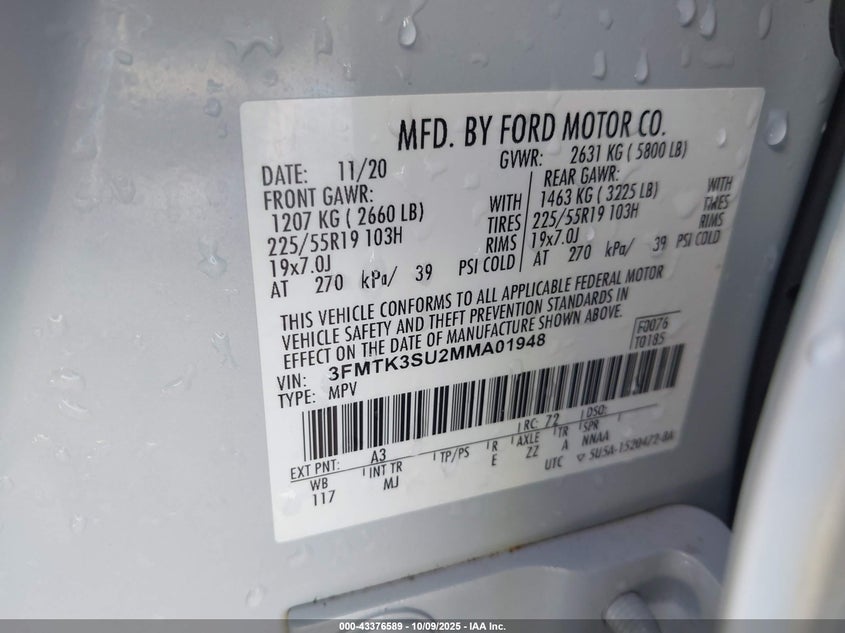 MFD. BY FORD MOTOR CO.
DATE: 11/20 GVWR: 2631 KG ( 5800 LB)
FRONT GAWR: REAR GAWR:
1207 KG ( 2660 LB) WITH 1463 KG ( 3225 LB) WITH
225/55R19 103H TIRES 225/55R19 103H TIRES
19x7.0J RIMS 19x7.0J RIMS
AT 270 kPa/ 39 PSI COLD AT 270 kPa/ 39 PSI COLD
THIS VEHICLE CONFORMS TO ALL APPLICABLE FEDERAL MOTOR
VEHICLE SAFETY AND THEFT PREVENTION STANDARDS IN
EFFECT ON THE DATE OF MANUFACTURE SHOWN ABOVE.
F0076
T0185
VIN: 3FMTK3SU2MMA01948
TYPE: MPV
RC: 72 DSO:
EXT PNT: A3
WB INT TR TP/PS R AXLE TR SPR
117 MJ E ZZ A NNAA
UTC ▽ 5U5A-1520472-BA
000-43376589 - 10/09/2025 - IAA Inc.